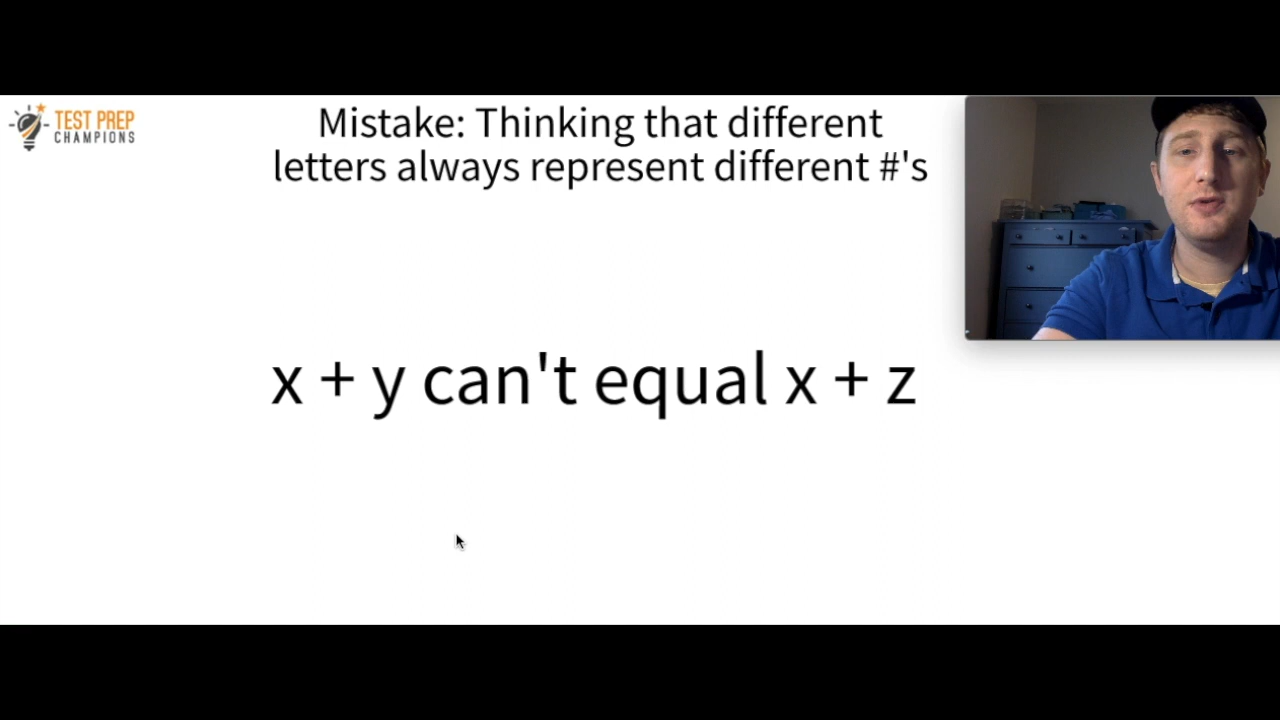 TEST PREP
CHAMPIONS
Mistake: Thinking that different
letters always represent different #'s
x + y can't equal x + z